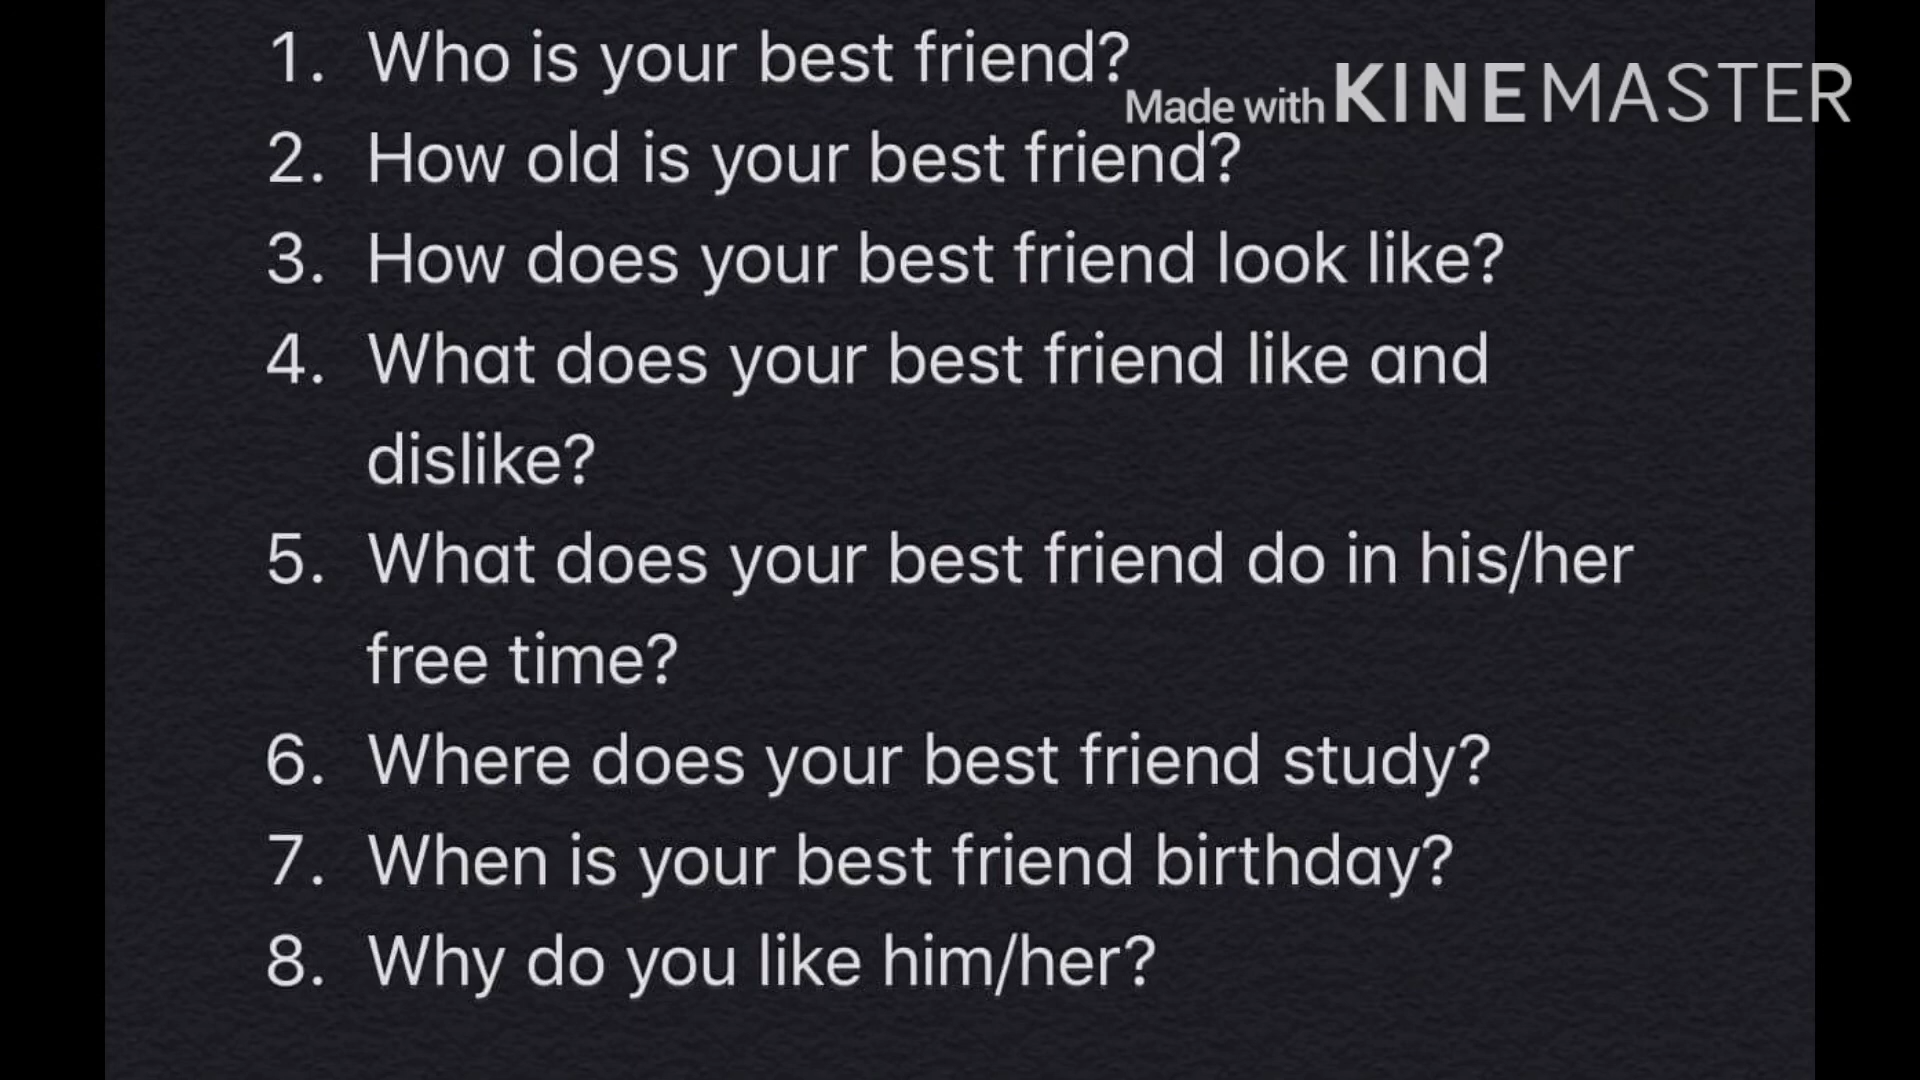 1. Who is your best friend?
Made with KINEMASTER
2. How old is your best friend?
3. How does your best friend look like?
4. What does your best friend like and
dislike?
5. What does your best friend do in his/her
free time?
6. Where does your best friend study?
7. When is your best friend birthday?
8. Why do you like him/her?